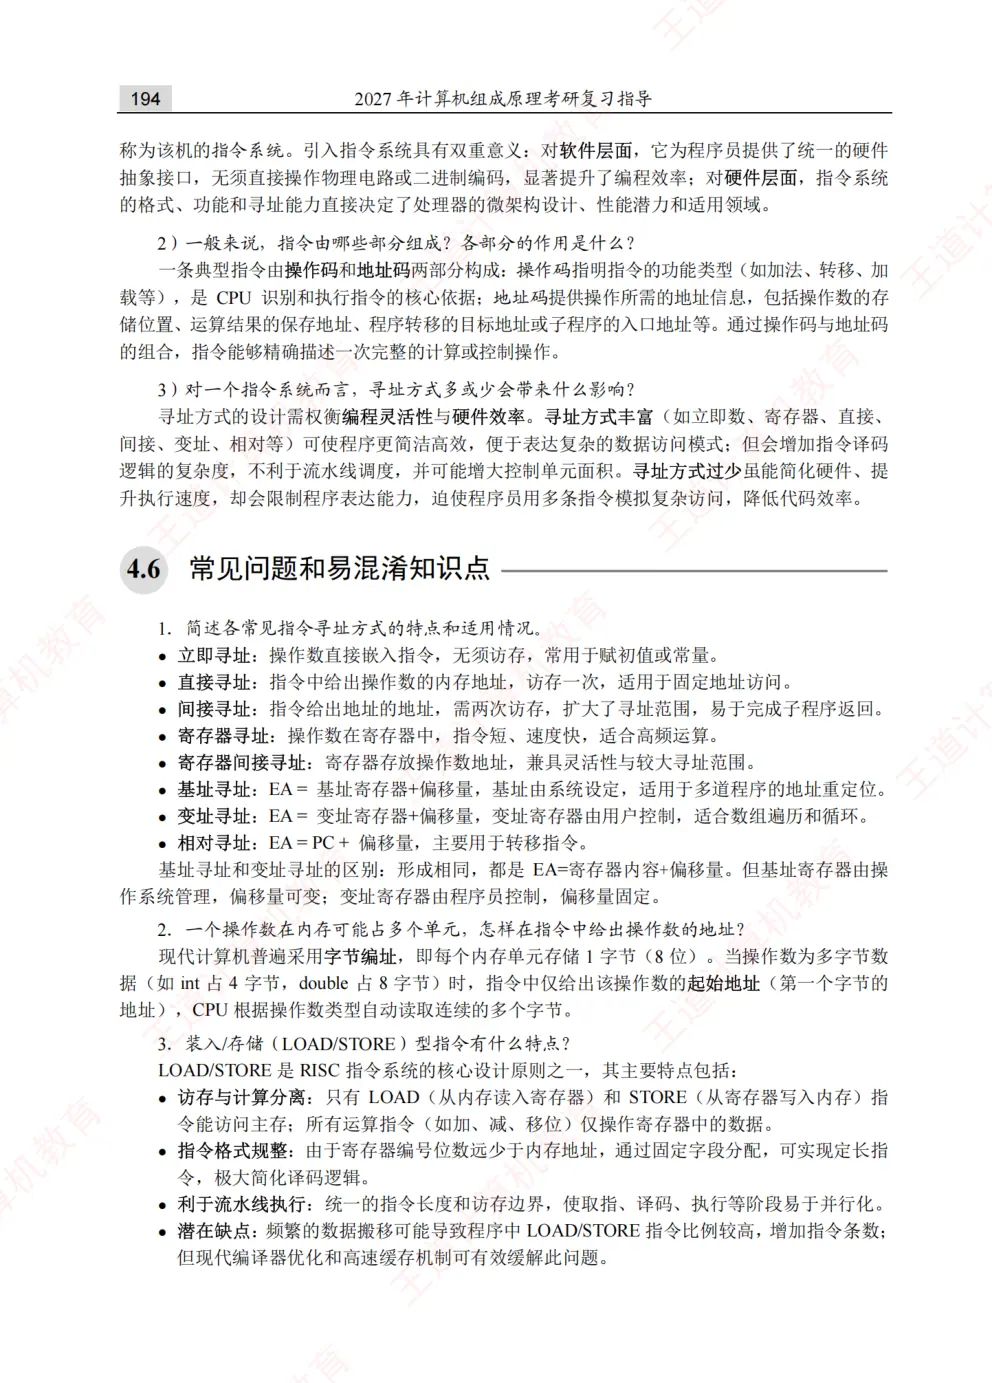 194
2027 年计算机组成原理考研复习指导
称为该机的指令系统。引入指令系统具有双重意义：对软件层面，它为程序员提供了统一的硬件
抽象接口，无须直接操作物理电路或二进制编码，显著提升了编程效率；对硬件层面，指令系统
的格式、功能和寻址能力直接决定了处理器的微架构设计、性能潜力和适用领域。
2）一般来说，指令由哪些部分组成？各部分的作用是什么？
一条典型指令由操作码和地址码两部分构成：操作码指明指令的功能类型（如加法、转移、加
载等），是 CPU 识别和执行指令的核心依据；地址码提供操作所需的地址信息，包括操作数的存
储位置、运算结果的保存地址、程序转移的目标地址或子程序的入口地址等。通过操作码与地址码
的组合，指令能够精确描述一次完整的计算或控制操作。
3）对一个指令系统而言，寻址方式多或少会带来什么影响？
寻址方式的设计需权衡编程灵活性与硬件效率。寻址方式丰富（如立即数、寄存器、直接、
间接、变址、相对等）可使程序更简洁高效，便于表达复杂的数据访问模式；但会增加指令译码
逻辑的复杂度，不利于流水线调度，并可能增大控制单元面积。寻址方式过少虽能简化硬件、提
升执行速度，却会限制程序表达能力，迫使程序员用多条指令模拟复杂访问，降低代码效率。
4.6 常见问题和易混淆知识点
1．简述各常见指令寻址方式的特点和适用情况。
● 立即寻址：操作数直接嵌入指令，无须访存，常用于赋初值或常量。
● 直接寻址：指令中给出操作数的内存地址，访存一次，适用于固定地址访问。
● 间接寻址：指令给出地址的地址，需两次访存，扩大了寻址范围，易于完成子程序返回。
● 寄存器寻址：操作数在寄存器中，指令短、速度快，适合高频运算。
● 寄存器间接寻址：寄存器存放操作数地址，兼具灵活性与较大寻址范围。
● 基址寻址：EA = 基址寄存器+偏移量，基址由系统设定，适用于多道程序的地址重定位。
● 变址寻址：EA = 变址寄存器+偏移量，变址寄存器由用户控制，适合数组遍历和循环。
● 相对寻址：EA = PC + 偏移量，主要用于转移指令。
基址寻址和变址寻址的区别：形成相同，都是 EA=寄存器内容+偏移量。但基址寄存器由操
作系统管理，偏移量可变；变址寄存器由程序员控制，偏移量固定。
2．一个操作数在内存可能占多个单元，怎样在指令中给出操作数的地址？
现代计算机普遍采用字节编址，即每个内存单元存储 1 字节（8 位）。当操作数为多字节数
据（如 int 占 4 字节，double 占 8 字节）时，指令中仅给出该操作数的起始地址（第一个字节的
地址），CPU 根据操作数类型自动读取连续的多个字节。
3．装入/存储（LOAD/STORE）型指令有什么特点？
LOAD/STORE 是 RISC 指令系统的核心设计原则之一，其主要特点包括：
● 访存与计算分离：只有 LOAD（从内存读入寄存器）和 STORE（从寄存器写入内存）指
令能访问主存；所有运算指令（如加、减、移位）仅操作寄存器中的数据。
● 指令格式规整：由于寄存器编号位数远少于内存地址，通过固定字段分配，可实现定长指
令，极大简化译码逻辑。
● 利于流水线执行：统一的指令长度和访存边界，使取指、译码、执行等阶段易于并行化。
● 潜在缺点：频繁的数据搬移可能导致程序中 LOAD/STORE 指令比例较高，增加指令条数；
但现代编译器优化和高速缓存机制可有效缓解此问题。